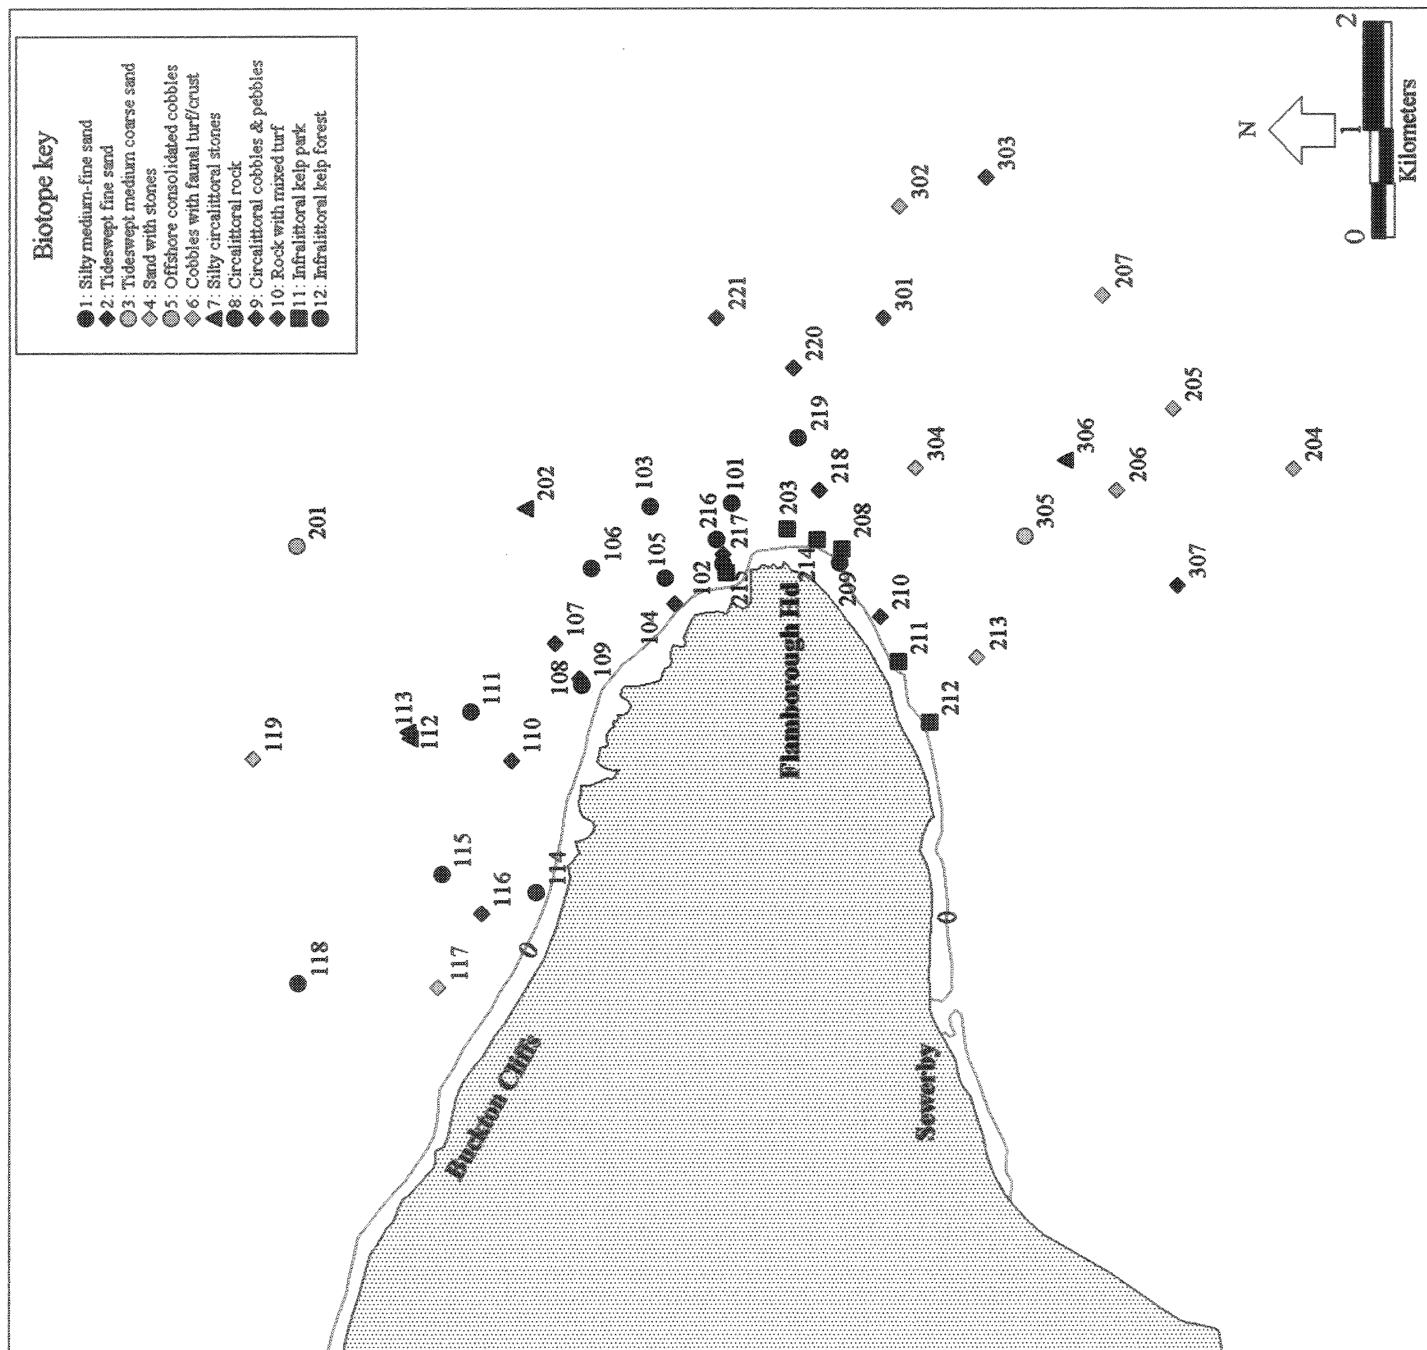 Biotope key
1: Silty medium-fine sand
2: Tideswept fine sand
3: Tideswept medium coarse sand
4: Sand with stones
5: Offshore consolidated cobbles
6: Cobbles with faunal turf/crust
7: Silty circalittoral stones
8: Circalittoral rock
9: Circalittoral cobbles & pebbles
10: Rock with mixed turf
11: Infralittoral kelp park
12: Infralittoral kelp forest
N
0 1 2
Kilometers
119
201
118
113
112
111
117
115
116
110
202
114
107
106
108
109
103
105
104
102
216
217
101
221
203
219
220
214
218
208
209
210
301
302
303
304
211
212
213
305
306
206
207
205
307
204
0
0
Buckton Cliffs
Flamborough Hd
Sewerby